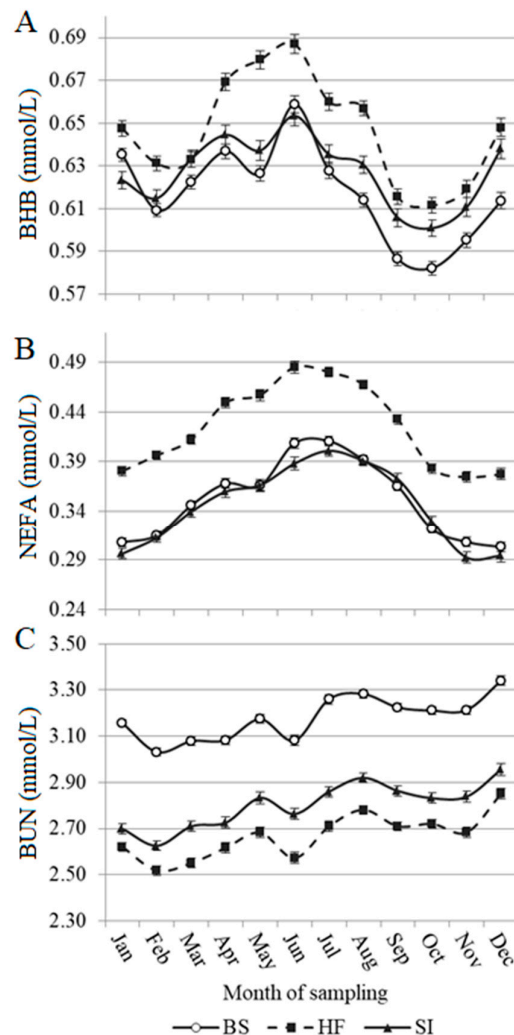 A
BHB (mmol/L)
0.69
0.67
0.65
0.63
0.61
0.59
0.57
B
NEFA (mmol/L)
0.49
0.44
0.39
0.34
0.29
0.24
C
BUN (mmol/L)
3.50
3.30
3.10
2.90
2.70
2.50
2.30
Jan Feb Mar Apr May Jun Jul Aug Sep Oct Nov Dec
Month of sampling
BS HF SI